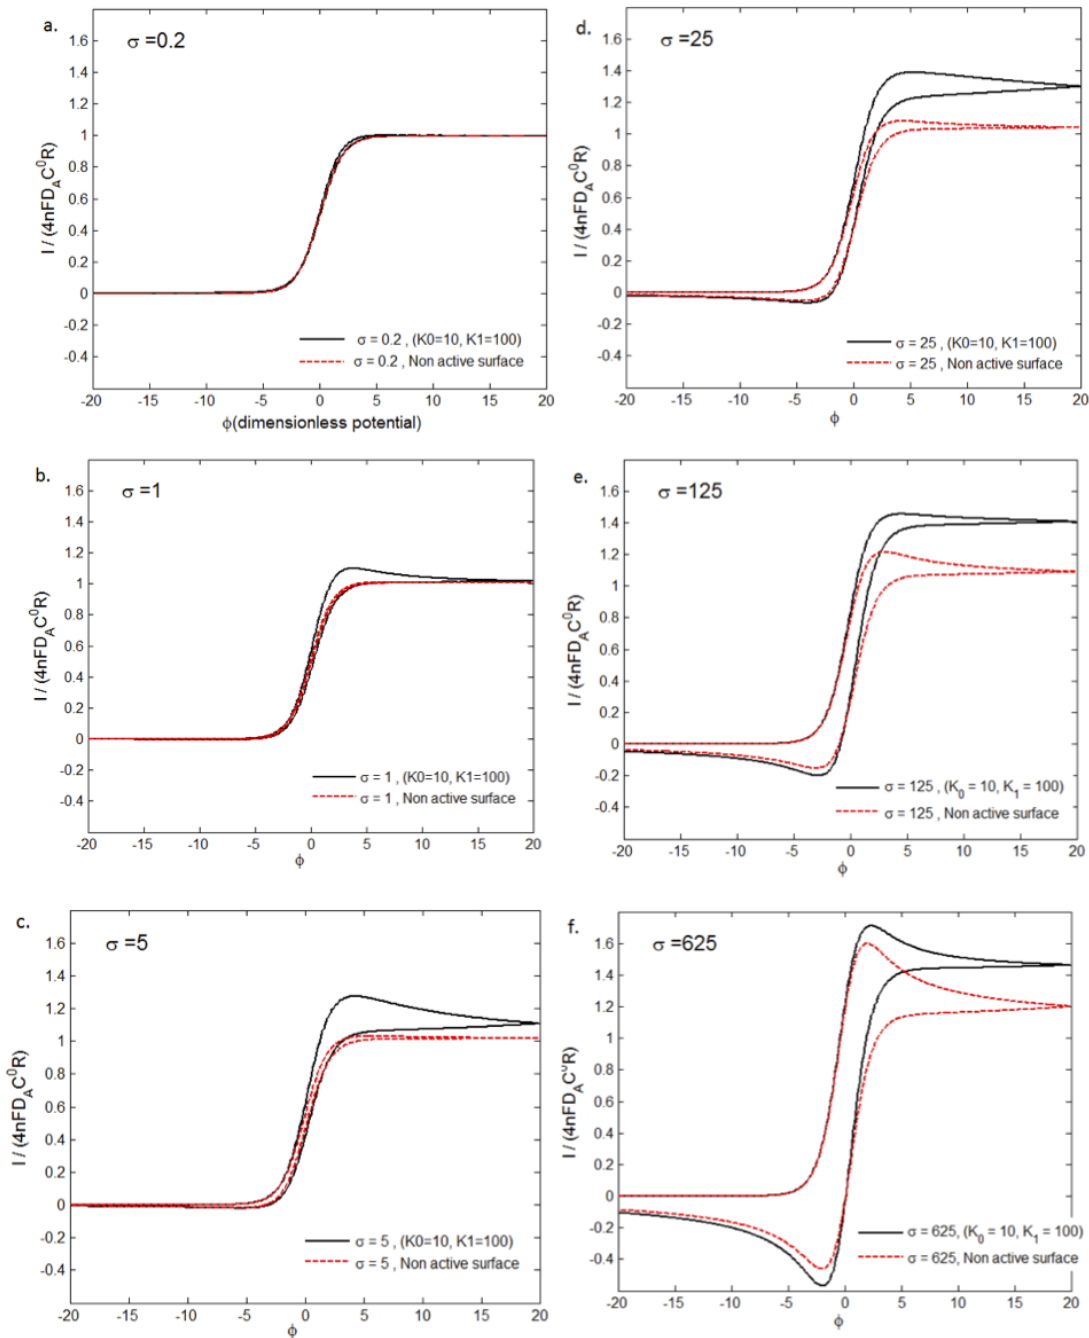 a.
σ =0.2
1.6
1.4
1.2
1
0.8
0.6
0.4
0.2
0
-0.2
-0.4
I / (4nFD_A C^0 R)
σ = 0.2 , (K0=10, K1=100)
σ = 0.2 , Non active surface
-20 -15 -10 -5 0 5 10 15 20
ϕ(dimensionless potential)
d.
σ =25
1.6
1.4
1.2
1
0.8
0.6
0.4
0.2
0
-0.2
-0.4
I / (4nFD_A C^0 R)
σ = 25 , (K0=10, K1=100)
σ = 25 , Non active surface
-20 -15 -10 -5 0 5 10 15 20
ϕ
b.
σ =1
1.6
1.4
1.2
1
0.8
0.6
0.4
0.2
0
-0.2
-0.4
I / (4nFD_A C^0 R)
σ = 1 , (K0=10, K1=100)
σ = 1 , Non active surface
-20 -15 -10 -5 0 5 10 15 20
ϕ
e.
σ =125
1.6
1.4
1.2
1
0.8
0.6
0.4
0.2
0
-0.2
-0.4
I / (4nFD_A C^0 R)
σ = 125 , (K_0 = 10, K_1 = 100)
σ = 125 , Non active surface
-20 -15 -10 -5 0 5 10 15 20
ϕ
c.
σ =5
1.6
1.4
1.2
1
0.8
0.6
0.4
0.2
0
-0.2
-0.4
I / (4nFD_A C^0 R)
σ = 5 , (K0=10, K1=100)
σ = 5 , Non active surface
-20 -15 -10 -5 0 5 10 15 20
ϕ
f.
σ =625
1.6
1.4
1.2
1
0.8
0.6
0.4
0.2
0
-0.2
-0.4
I / (4nFD_A C^0 R)
σ = 625, (K_0 = 10, K_1 = 100)
σ = 625, Non active surface
-20 -15 -10 -5 0 5 10 15 20
ϕ